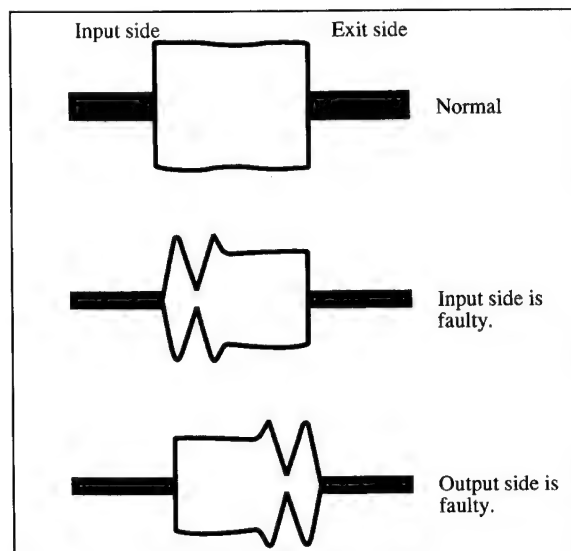 Input side
Exit side
Normal
Input side is
faulty.
Output side is
faulty.